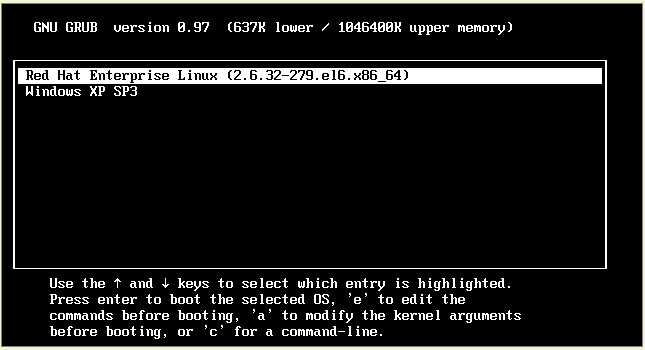 GNU GRUB  version 0.97  (637K lower / 1046400K upper memory)
Red Hat Enterprise Linux (2.6.32-279.el6.x86_64)
Windows XP SP3
Use the ↑ and ↓ keys to select which entry is highlighted.
Press enter to boot the selected OS, 'e' to edit the
commands before booting, 'a' to modify the kernel arguments
before booting, or 'c' for a command-line.